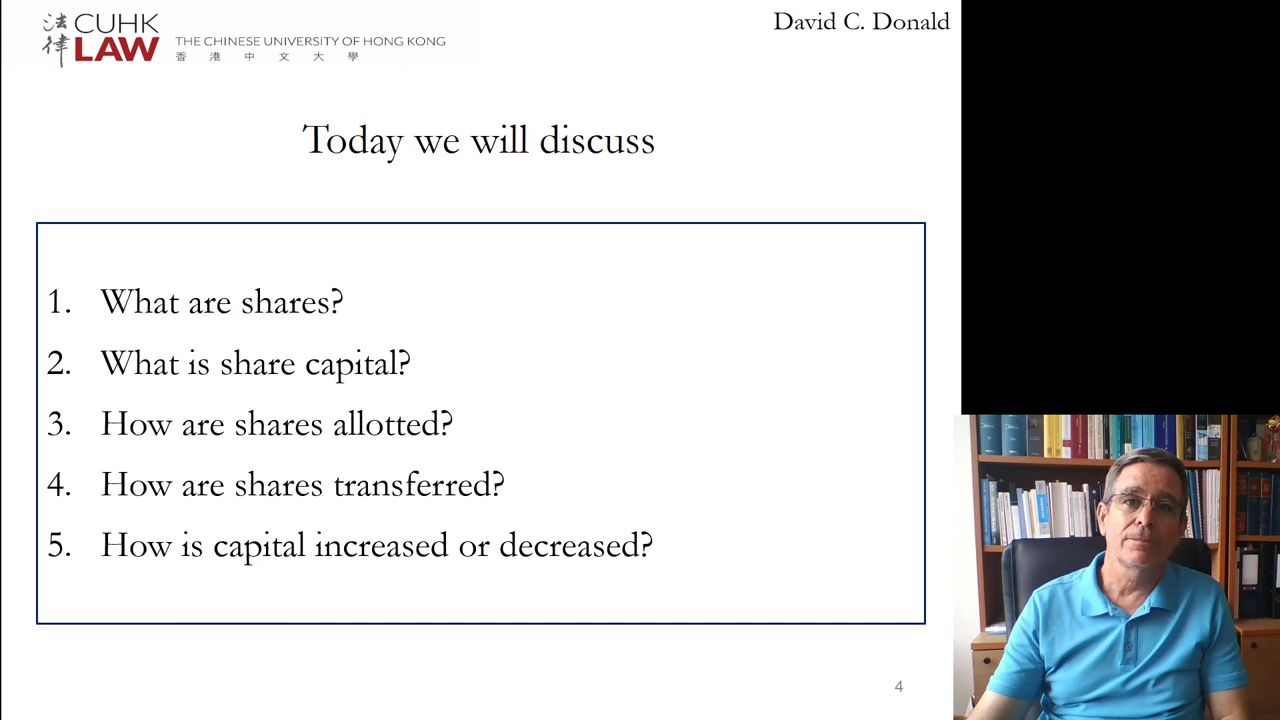 法律
CUHK
LAW
THE CHINESE UNIVERSITY OF HONG KONG
香港中文大學
David C. Donald
Today we will discuss
1. What are shares?
2. What is share capital?
3. How are shares allotted?
4. How are shares transferred?
5. How is capital increased or decreased?
4